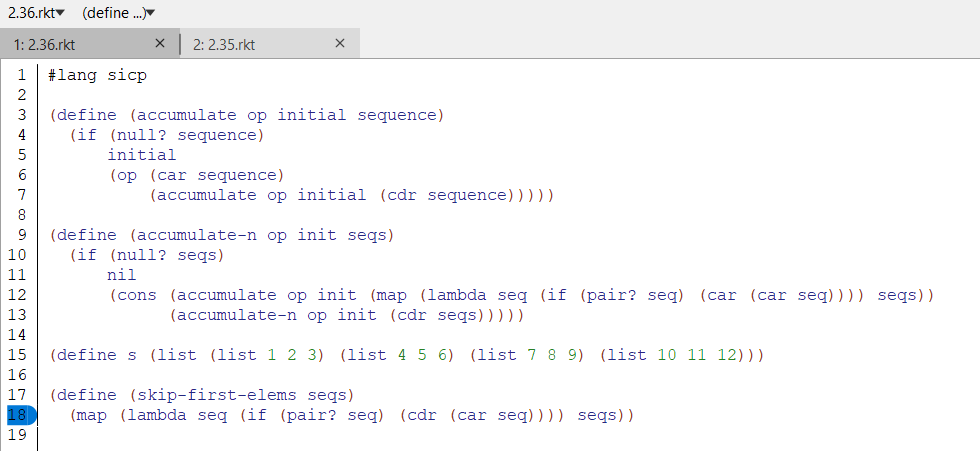 2.36.rkt▾ (define ...)▾
1: 2.36.rkt × 2: 2.35.rkt ×
1 #lang sicp
2
3 (define (accumulate op initial sequence)
4   (if (null? sequence)
5       initial
6       (op (car sequence)
7           (accumulate op initial (cdr sequence)))))
8
9 (define (accumulate-n op init seqs)
10   (if (null? seqs)
11       nil
12       (cons (accumulate op init (map (lambda seq (if (pair? seq) (car (car seq)))) seqs))
13             (accumulate-n op init (cdr seqs)))))
14
15 (define s (list (list 1 2 3) (list 4 5 6) (list 7 8 9) (list 10 11 12)))
16
17 (define (skip-first-elems seqs)
18   (map (lambda seq (if (pair? seq) (cdr (car seq)))) seqs))
19